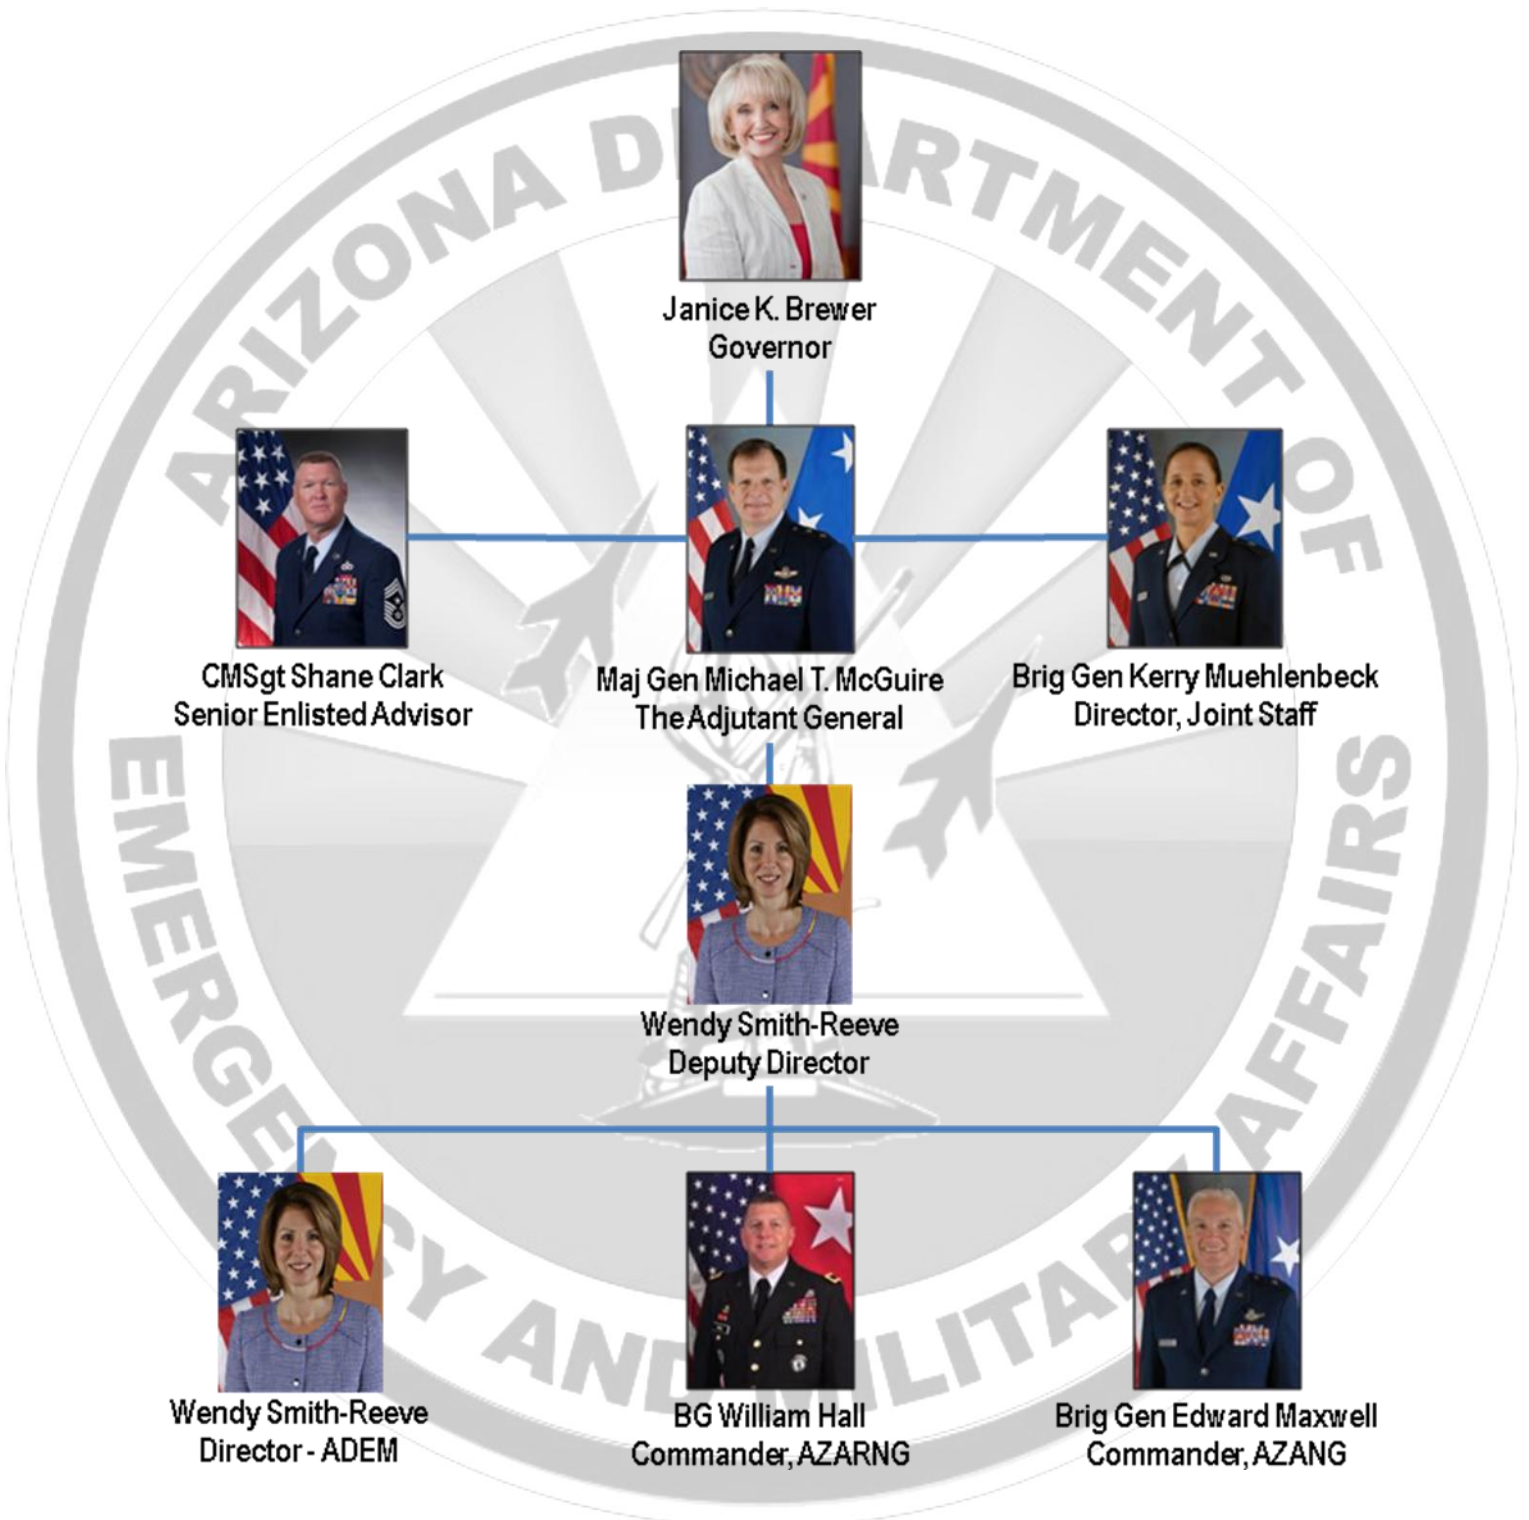 ARIZONA DEPARTMENT OF
EMERGENCY AND MILITARY AFFAIRS
Janice K. Brewer
Governor
CMSgt Shane Clark
Senior Enlisted Advisor
Maj Gen Michael T. McGuire
The Adjutant General
Brig Gen Kerry Muehlenbeck
Director, Joint Staff
Wendy Smith-Reeve
Deputy Director
Wendy Smith-Reeve
Director - ADEM
BG William Hall
Commander, AZARNG
Brig Gen Edward Maxwell
Commander, AZANG